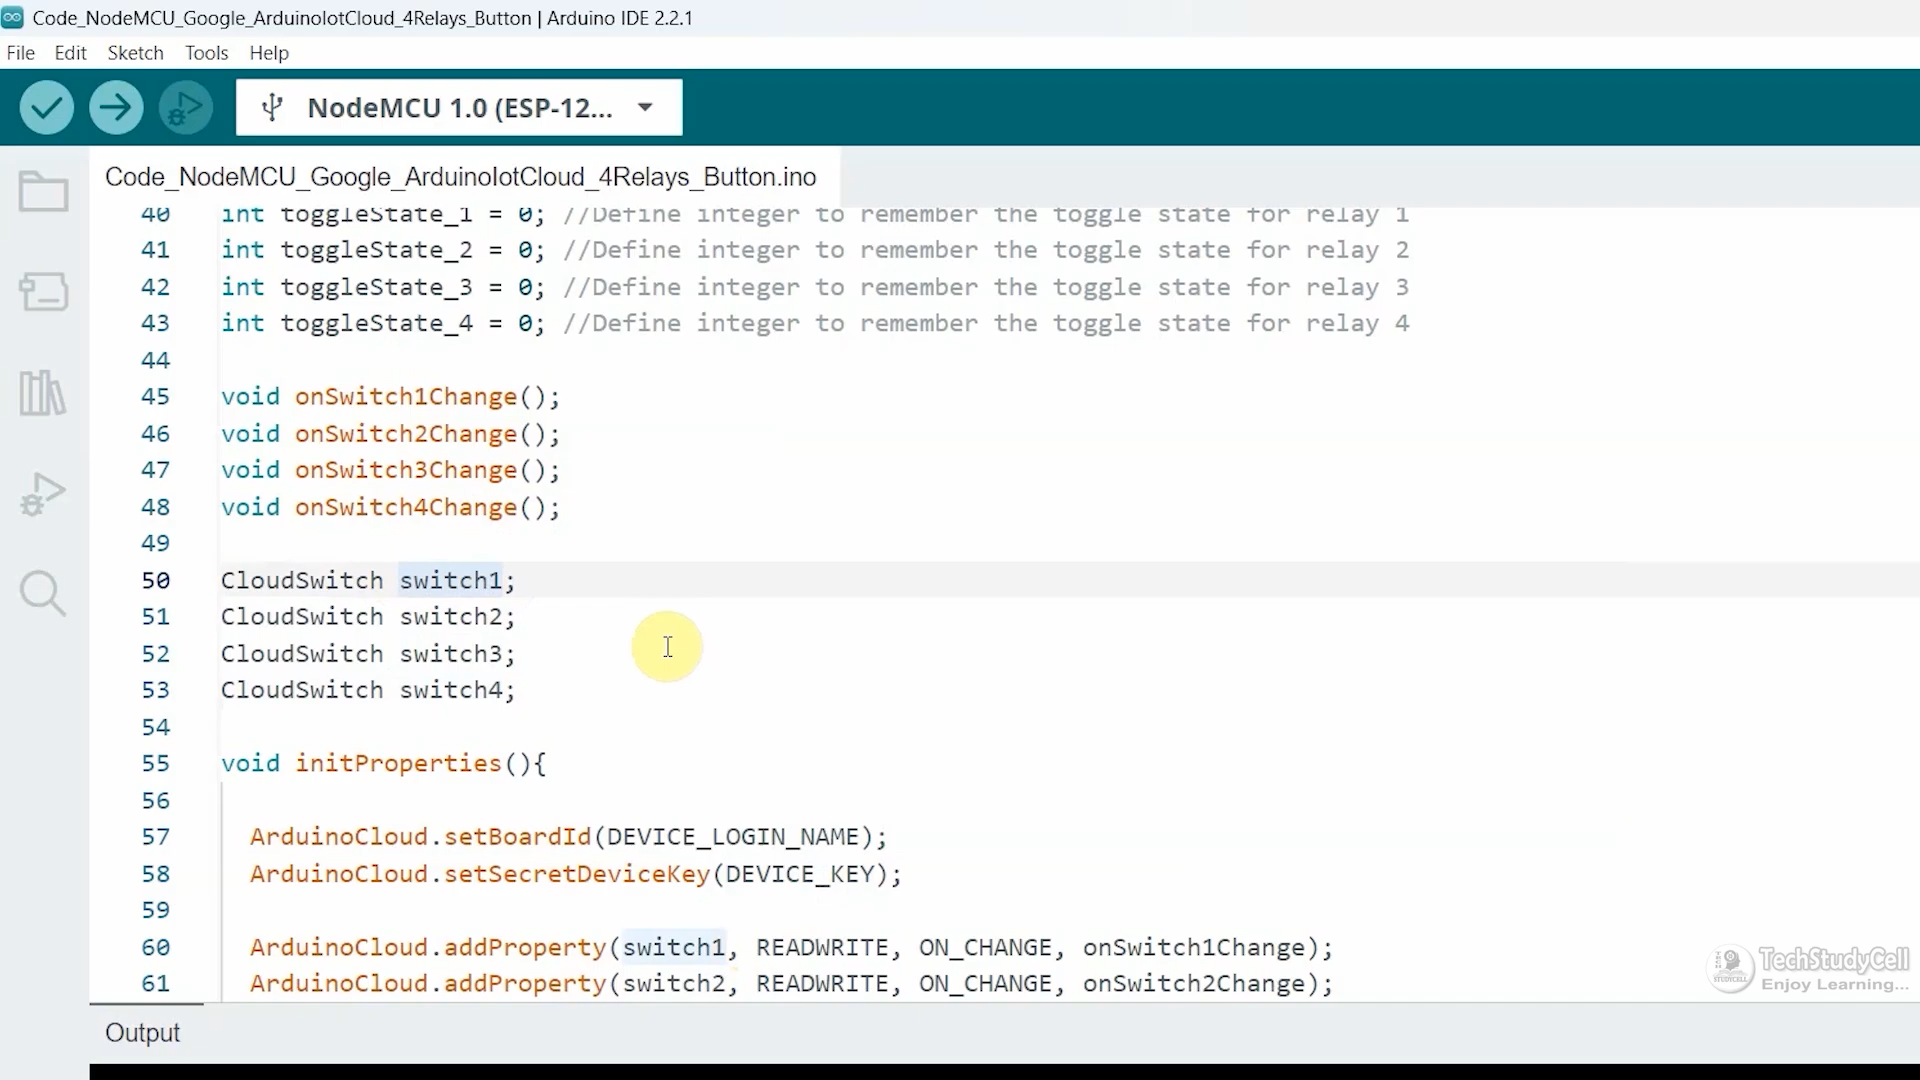 Code_NodeMCU_Google_ArduinoIotCloud_4Relays_Button | Arduino IDE 2.2.1
File Edit Sketch Tools Help
NodeMCU 1.0 (ESP-12...
Code_NodeMCU_Google_ArduinoIotCloud_4Relays_Button.ino
40 int toggleState_1 = 0; //Define integer to remember the toggle state for relay 1
41 int toggleState_2 = 0; //Define integer to remember the toggle state for relay 2
42 int toggleState_3 = 0; //Define integer to remember the toggle state for relay 3
43 int toggleState_4 = 0; //Define integer to remember the toggle state for relay 4
44
45 void onSwitch1Change();
46 void onSwitch2Change();
47 void onSwitch3Change();
48 void onSwitch4Change();
49
50 CloudSwitch switch1;
51 CloudSwitch switch2;
52 CloudSwitch switch3;
53 CloudSwitch switch4;
54
55 void initProperties(){
56
57 ArduinoCloud.setBoardId(DEVICE_LOGIN_NAME);
58 ArduinoCloud.setSecretDeviceKey(DEVICE_KEY);
59
60 ArduinoCloud.addProperty(switch1, READWRITE, ON_CHANGE, onSwitch1Change);
61 ArduinoCloud.addProperty(switch2, READWRITE, ON_CHANGE, onSwitch2Change);
TechStudyCell
Enjoy Learning...
Output